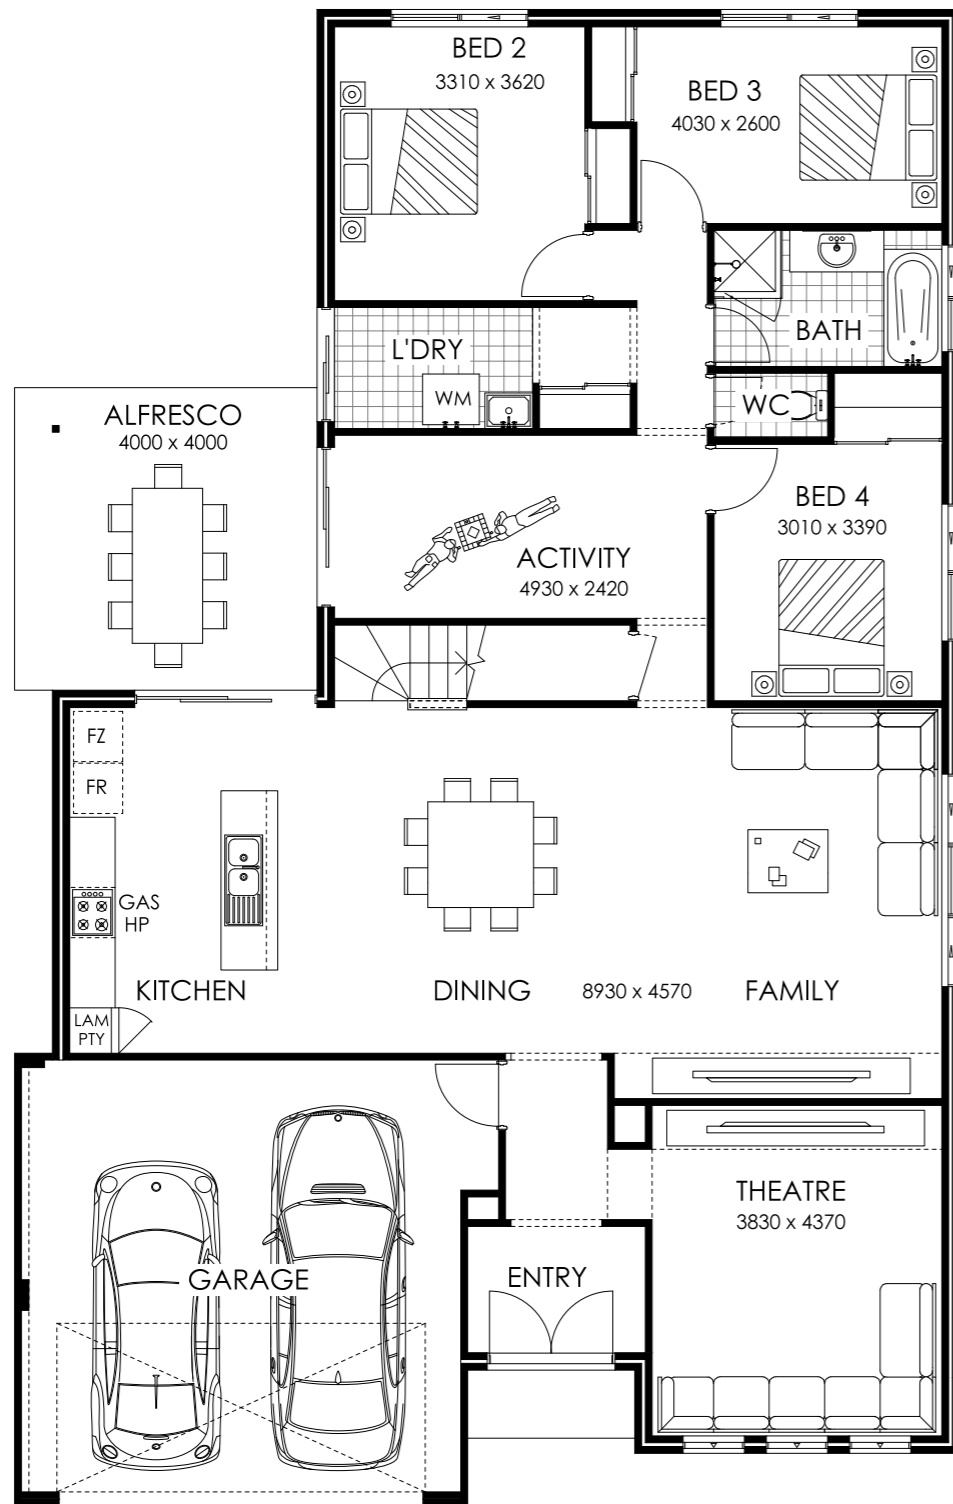 BED 2
3310 x 3620
BED 3
4030 x 2600
BATH
L'DRY
WM
WC
ALFRESCO
4000 x 4000
BED 4
3010 x 3390
ACTIVITY
4930 x 2420
FZ
FR
GAS
HP
KITCHEN
DINING
8930 x 4570
FAMILY
LAM
PTY
THEATRE
3830 x 4370
GARAGE
ENTRY